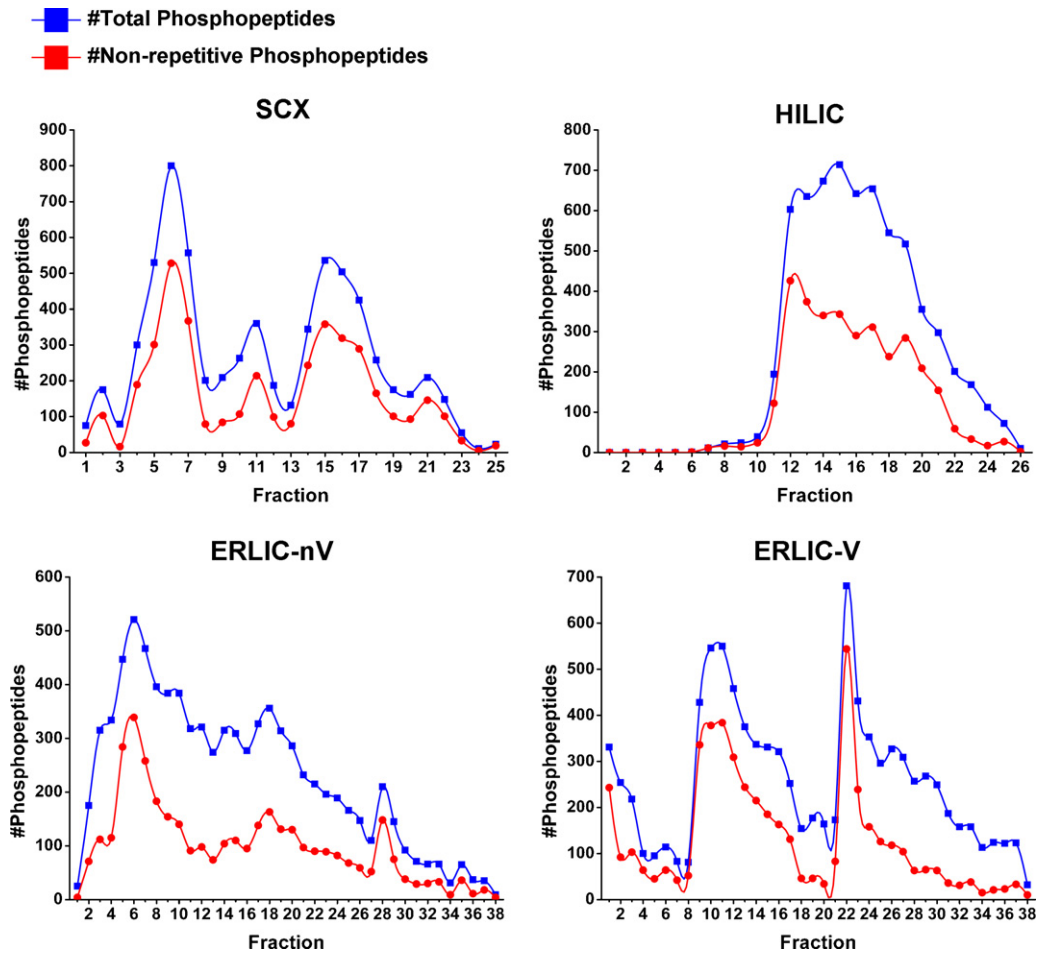 #Total Phosphopeptides
#Non-repetitive Phosphopeptides
SCX
900
800
700
600
500
400
300
200
100
0
#Phosphopeptides
1 3 5 7 9 11 13 15 17 19 21 23 25
Fraction
HILIC
800
700
600
500
400
300
200
100
0
#Phosphopeptides
2 4 6 8 10 12 14 16 18 20 22 24 26
Fraction
ERLIC-nV
600
500
400
300
200
100
0
#Phosphopeptides
2 4 6 8 10 12 14 16 18 20 22 24 26 28 30 32 34 36 38
Fraction
ERLIC-V
700
600
500
400
300
200
100
0
#Phosphopeptides
2 4 6 8 10 12 14 16 18 20 22 24 26 28 30 32 34 36 38
Fraction